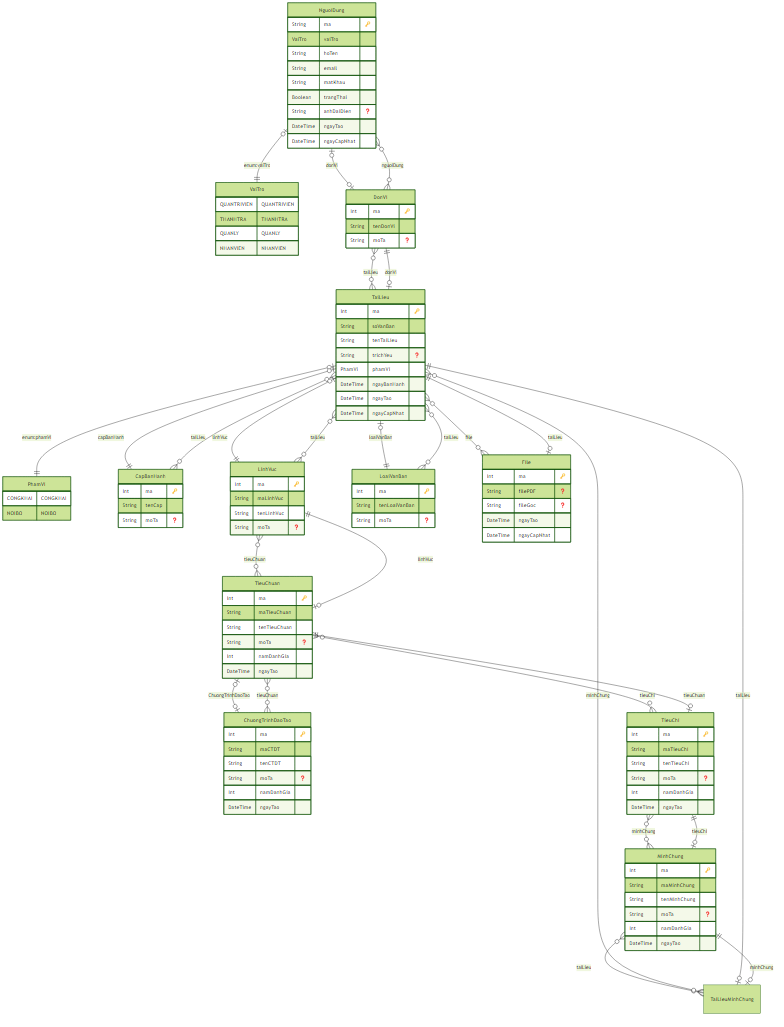 NguoiDung
String ma
VaiTro vaiTro
String hoTen
String email
String matKhau
Boolean trangThai
String anhDaiDien ?
DateTime ngayTao
DateTime ngayCapNhat
enum:vaiTro
donVi
nguoiDung
VaiTro
QUANTRIVIEN QUANTRIVIEN
THANHTRA THANHTRA
QUANLY QUANLY
NHANVIEN NHANVIEN
DonVi
Int ma
String tenDonVi
String moTa ?
taiLieu
donVi
TaiLieu
Int ma
String soVanBan
String tenTaiLieu
String trichYeu ?
PhamVi phamVi
DateTime ngayBanHanh
DateTime ngayTao
DateTime ngayCapNhat
enum:phamVi
capBanHanh
taiLieu
linhVuc
taiLieu
loaiVanBan
taiLieu
file
taiLieu
PhamVi
CONGKHAI CONGKHAI
NOIBO NOIBO
CapBanHanh
Int ma
String tenCap
String moTa ?
LinhVuc
Int ma
String maLinhVuc
String tenLinhVuc
String moTa ?
LoaiVanBan
Int ma
String tenLoaiVanBan
String moTa ?
File
Int ma
String filePDF ?
String fileGoc ?
DateTime ngayTao
DateTime ngayCapNhat
tieuChuan
linhVuc
TieuChuan
Int ma
String maTieuChuan
String tenTieuChuan
String moTa ?
Int namDanhGia
DateTime ngayTao
ChuongTrinhDaoTao
tieuChuan
tieuChi
tieuChuan
minhChung
taiLieu
ChuongTrinhDaoTao
Int ma
String maCTDT
String tenCTDT
String moTa ?
Int namDanhGia
DateTime ngayTao
TieuChi
Int ma
String maTieuChi
String tenTieuChi
String moTa ?
Int namDanhGia
DateTime ngayTao
minhChung
tieuChi
MinhChung
Int ma
String maMinhChung
String tenMinhChung
String moTa ?
Int namDanhGia
DateTime ngayTao
taiLieu
minhChung
TaiLieuMinhChung